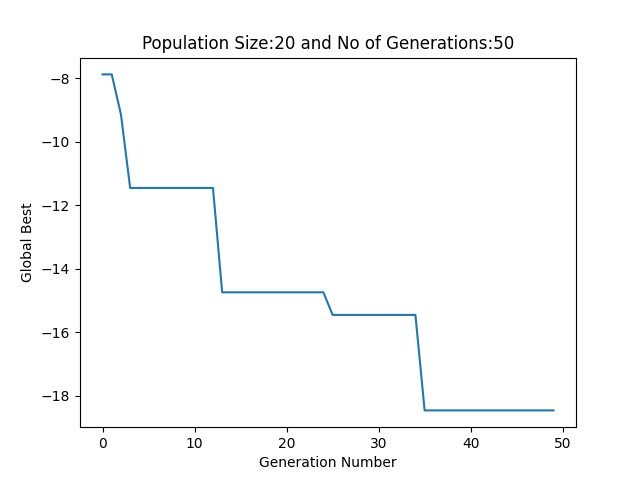 Population Size:20 and No of Generations:50
Global Best
−8
−10
−12
−14
−16
−18
0 10 20 30 40 50
Generation Number